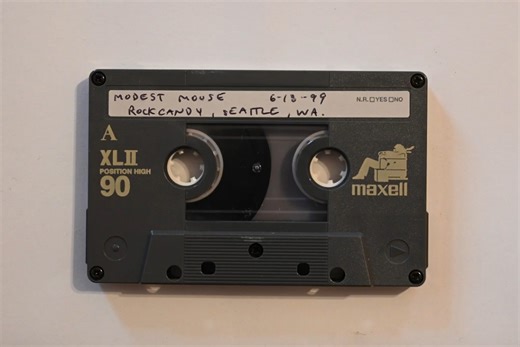 MODEST MOUSE 6-13-99
N.R. □YES □NO
ROCKCANDY, SEATTLE, WA.
A
XLII
POSITION HIGH
90
maxell